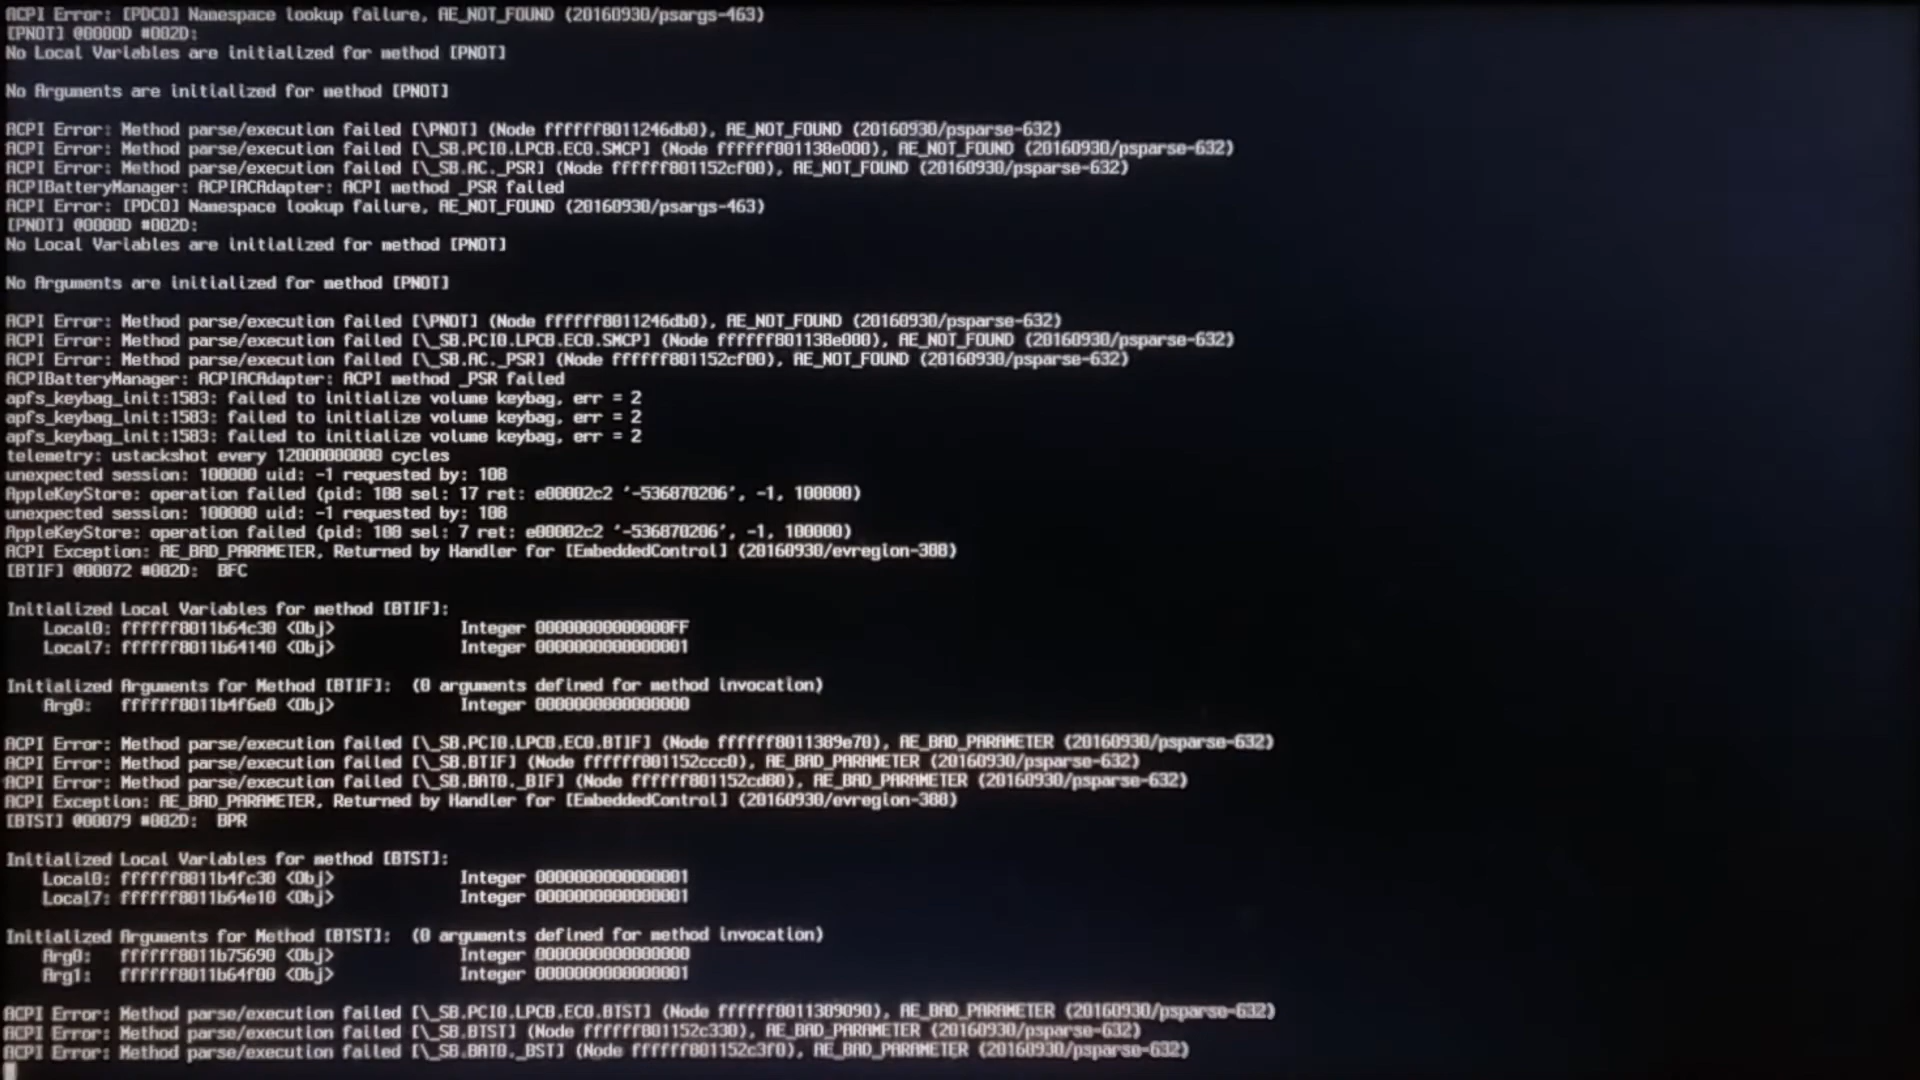 ACPI Error: [PDC0] Namespace lookup failure, AE_NOT_FOUND (20160930/psargs-463)
[PNOT] @0000D #002D:
No Local Variables are initialized for method [PNOT]
No Arguments are initialized for method [PNOT]
ACPI Error: Method parse/execution failed [\PNOT] (Node ffffff8011246db0), AE_NOT_FOUND (20160930/psparse-632)
ACPI Error: Method parse/execution failed [\_SB.PCI0.LPCB.EC0.SMCP] (Node ffffff801138e000), AE_NOT_FOUND (20160930/psparse-632)
ACPI Error: Method parse/execution failed [\_SB.AC._PSR] (Node ffffff801152cf00), AE_NOT_FOUND (20160930/psparse-632)
ACPIBatteryManager: ACPIACAdapter: ACPI method _PSR failed
ACPI Error: [PDC0] Namespace lookup failure, AE_NOT_FOUND (20160930/psargs-463)
[PNOT] @0000D #002D:
No Local Variables are initialized for method [PNOT]
No Arguments are initialized for method [PNOT]
ACPI Error: Method parse/execution failed [\PNOT] (Node ffffff8011246db0), AE_NOT_FOUND (20160930/psparse-632)
ACPI Error: Method parse/execution failed [\_SB.PCI0.LPCB.EC0.SMCP] (Node ffffff801138e000), AE_NOT_FOUND (20160930/psparse-632)
ACPI Error: Method parse/execution failed [\_SB.AC._PSR] (Node ffffff801152cf00), AE_NOT_FOUND (20160930/psparse-632)
ACPIBatteryManager: ACPIACAdapter: ACPI method _PSR failed
apfs_keybag_init:1583: failed to initialize volume keybag, err = 2
apfs_keybag_init:1583: failed to initialize volume keybag, err = 2
apfs_keybag_init:1583: failed to initialize volume keybag, err = 2
telemetry: ustackshot every 12000000000 cycles
unexpected session: 100000 uid: -1 requested by: 108
AppleKeyStore: operation failed (pid: 108 sel: 17 ret: e00002c2 '-536870206', -1, 100000)
unexpected session: 100000 uid: -1 requested by: 108
AppleKeyStore: operation failed (pid: 108 sel: 7 ret: e00002c2 '-536870206', -1, 100000)
ACPI Exception: AE_BAD_PARAMETER, Returned by Handler for [EmbeddedControl] (20160930/evregion-388)
[BTIF] @00072 #002D:  BFC
Initialized Local Variables for method [BTIF]:
Local0: ffffff8011b64c30 <Obj> Integer 00000000000000FF
Local7: ffffff8011b64140 <Obj> Integer 0000000000000001
Initialized Arguments for Method [BTIF]:  (0 arguments defined for method invocation)
Arg0: ffffff8011b4f6e0 <Obj> Integer 0000000000000000
ACPI Error: Method parse/execution failed [\_SB.PCI0.LPCB.EC0.BTIF] (Node ffffff8011389e70), AE_BAD_PARAMETER (20160930/psparse-632)
ACPI Error: Method parse/execution failed [\_SB.BTIF] (Node ffffff801152ccc0), AE_BAD_PARAMETER (20160930/psparse-632)
ACPI Error: Method parse/execution failed [\_SB.BAT0._BIF] (Node ffffff801152cd80), AE_BAD_PARAMETER (20160930/psparse-632)
ACPI Exception: AE_BAD_PARAMETER, Returned by Handler for [EmbeddedControl] (20160930/evregion-388)
[BTST] @00079 #002D:  BPR
Initialized Local Variables for method [BTST]:
Local0: ffffff8011b4fc30 <Obj> Integer 0000000000000001
Local7: ffffff8011b64e10 <Obj> Integer 0000000000000001
Initialized Arguments for Method [BTST]:  (0 arguments defined for method invocation)
Arg0: ffffff8011b75690 <Obj> Integer 0000000000000000
Arg1: ffffff8011b64f00 <Obj> Integer 0000000000000001
ACPI Error: Method parse/execution failed [\_SB.PCI0.LPCB.EC0.BTST] (Node ffffff8011389090), AE_BAD_PARAMETER (20160930/psparse-632)
ACPI Error: Method parse/execution failed [\_SB.BTST] (Node ffffff801152c330), AE_BAD_PARAMETER (20160930/psparse-632)
ACPI Error: Method parse/execution failed [\_SB.BAT0._BST] (Node ffffff801152c3f0), AE_BAD_PARAMETER (20160930/psparse-632)